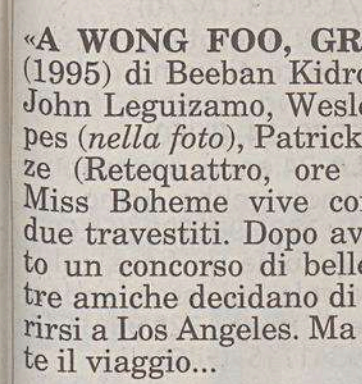 «A WONG FOO, GR
(1995) di Beeban Kidro
John Leguizamo, Wesl
pes (nella foto), Patrick
ze (Retequattro, ore
Miss Boheme vive co
due travestiti. Dopo av
to un concorso di belle
tre amiche decidano di
rirsi a Los Angeles. Ma
te il viaggio...